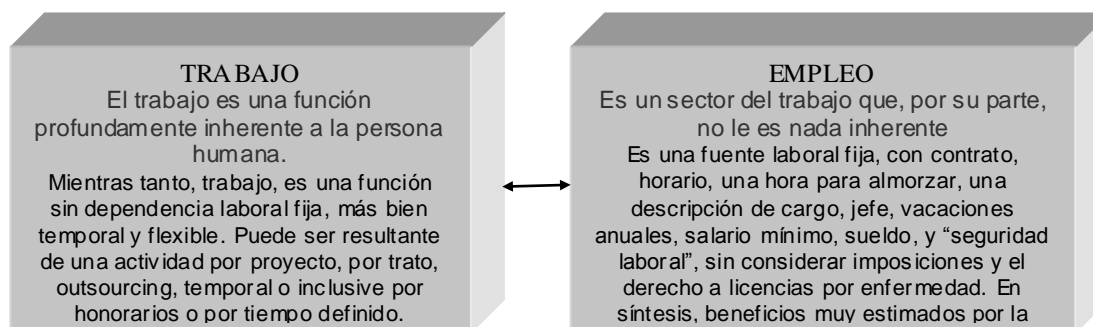 TRABAJO
El trabajo es una función
profundamente inherente a la persona
humana.
Mientras tanto, trabajo, es una función
sin dependencia laboral fija, más bien
temporal y flexible. Puede ser resultante
de una actividad por proyecto, por trato,
outsourcing, temporal o inclusive por
honorarios o por tiempo definido.
EMPLEO
Es un sector del trabajo que, por su parte,
no le es nada inherente
Es una fuente laboral fija, con contrato,
horario, una hora para almorzar, una
descripción de cargo, jefe, vacaciones
anuales, salario mínimo, sueldo, y “seguridad
laboral”, sin considerar imposiciones y el
derecho a licencias por enfermedad. En
síntesis, beneficios muy estimados por la